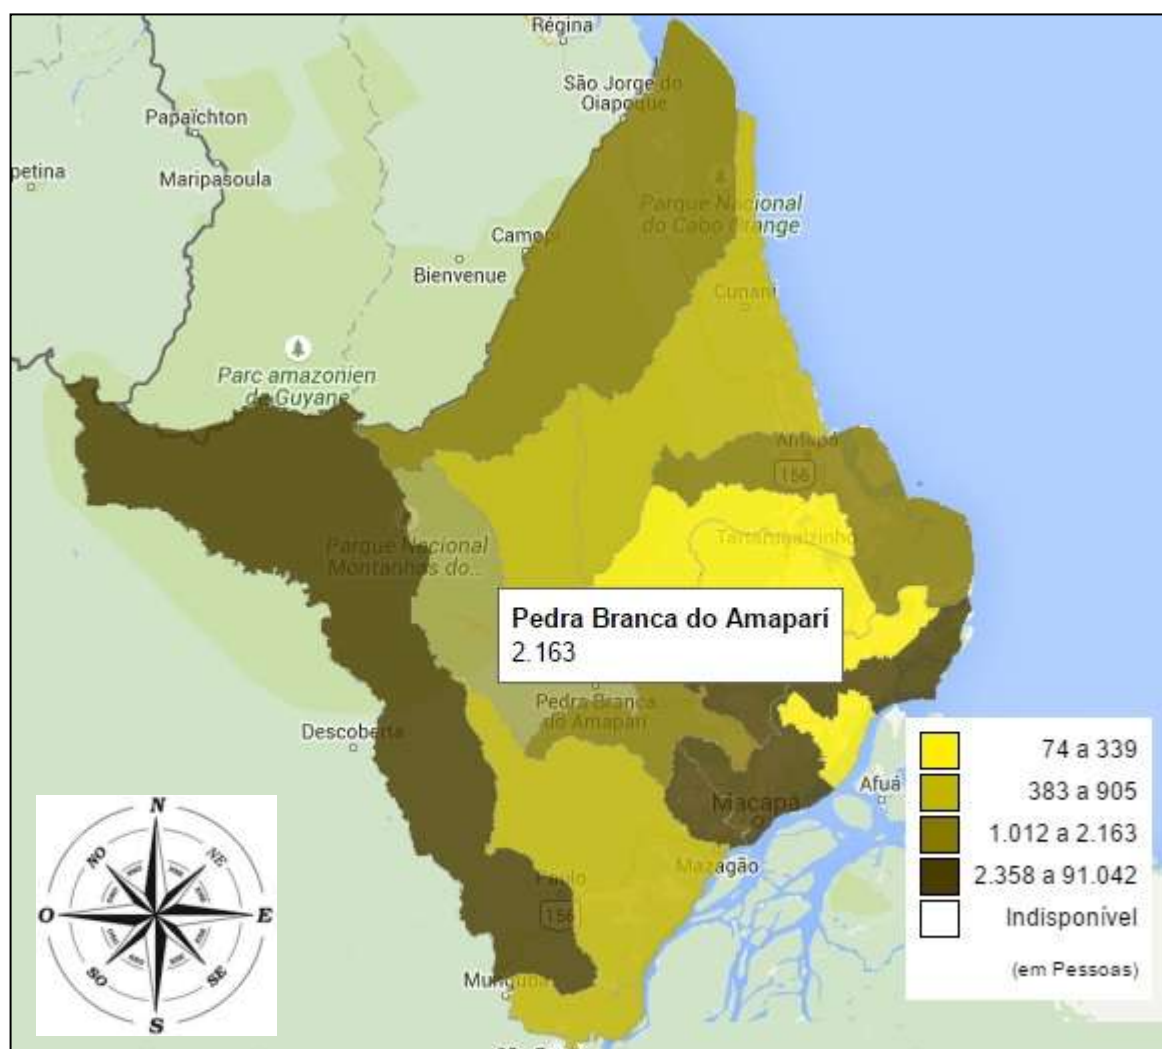 Régina
São Jorge do
Oiapoque
Papaïchton
petina
Maripasoula
Parque Nacional
do Cabo Orange
Camopi
Bienvenue
Cunani
Parc amazonien
de Guyane
Amapá
156
Tartarugalzinho
Parque Nacional
Montanhas do...
Pedra Branca do Amaparí
2.163
Pedra Branca
do Amapari
Descoberta
74 a 339
383 a 905
1.012 a 2.163
2.358 a 91.042
Indisponível
(em Pessoas)
Afuá
Macapá
Mazagão
Paulo
156
Munguba
N
NO
NE
O
E
SO
SE
S